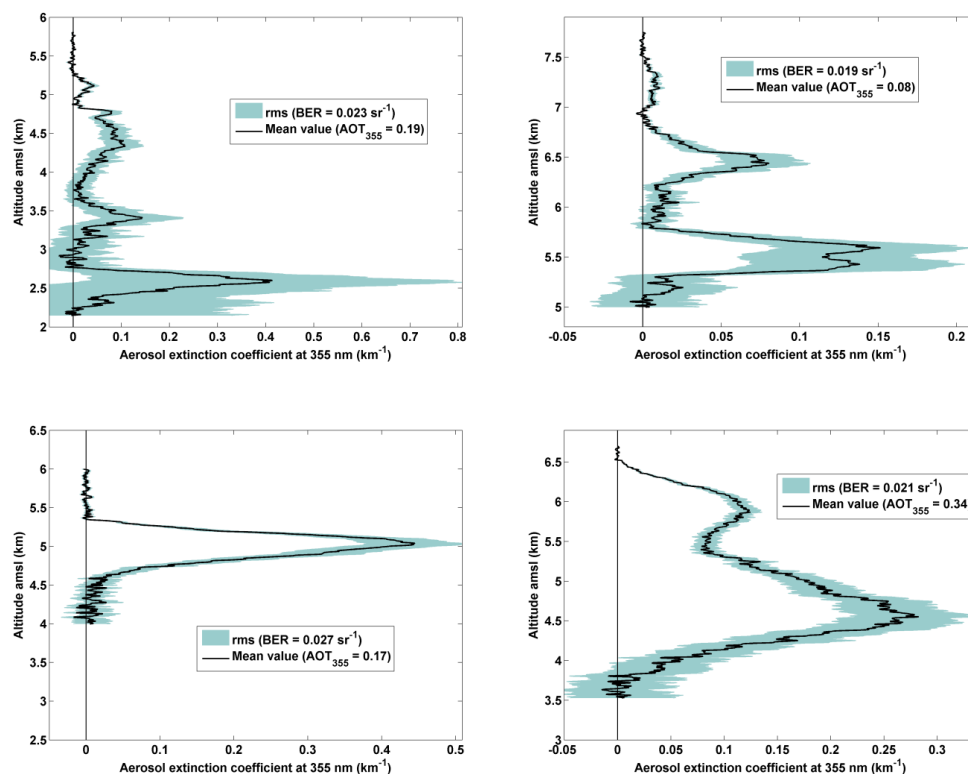 6
5.5
5
4.5
4
3.5
3
2.5
2
Altitude amsl (km)
rms (BER = 0.023 sr⁻¹)
Mean value (AOT₃₅₅ = 0.19)
0 0.1 0.2 0.3 0.4 0.5 0.6 0.7 0.8
Aerosol extinction coefficient at 355 nm (km⁻¹)
7.5
7
6.5
6
5.5
5
Altitude amsl (km)
rms (BER = 0.019 sr⁻¹)
Mean value (AOT₃₅₅ = 0.08)
-0.05 0 0.05 0.1 0.15 0.2
Aerosol extinction coefficient at 355 nm (km⁻¹)
6.5
6
5.5
5
4.5
4
3.5
3
2.5
Altitude amsl (km)
rms (BER = 0.027 sr⁻¹)
Mean value (AOT₃₅₅ = 0.17)
0 0.1 0.2 0.3 0.4 0.5
Aerosol extinction coefficient at 355 nm (km⁻¹)
6.5
6
5.5
5
4.5
4
3.5
3
Altitude amsl (km)
rms (BER = 0.021 sr⁻¹)
Mean value (AOT₃₅₅ = 0.34
-0.05 0 0.05 0.1 0.15 0.2 0.25 0.3
Aerosol extinction coefficient at 355 nm (km⁻¹)